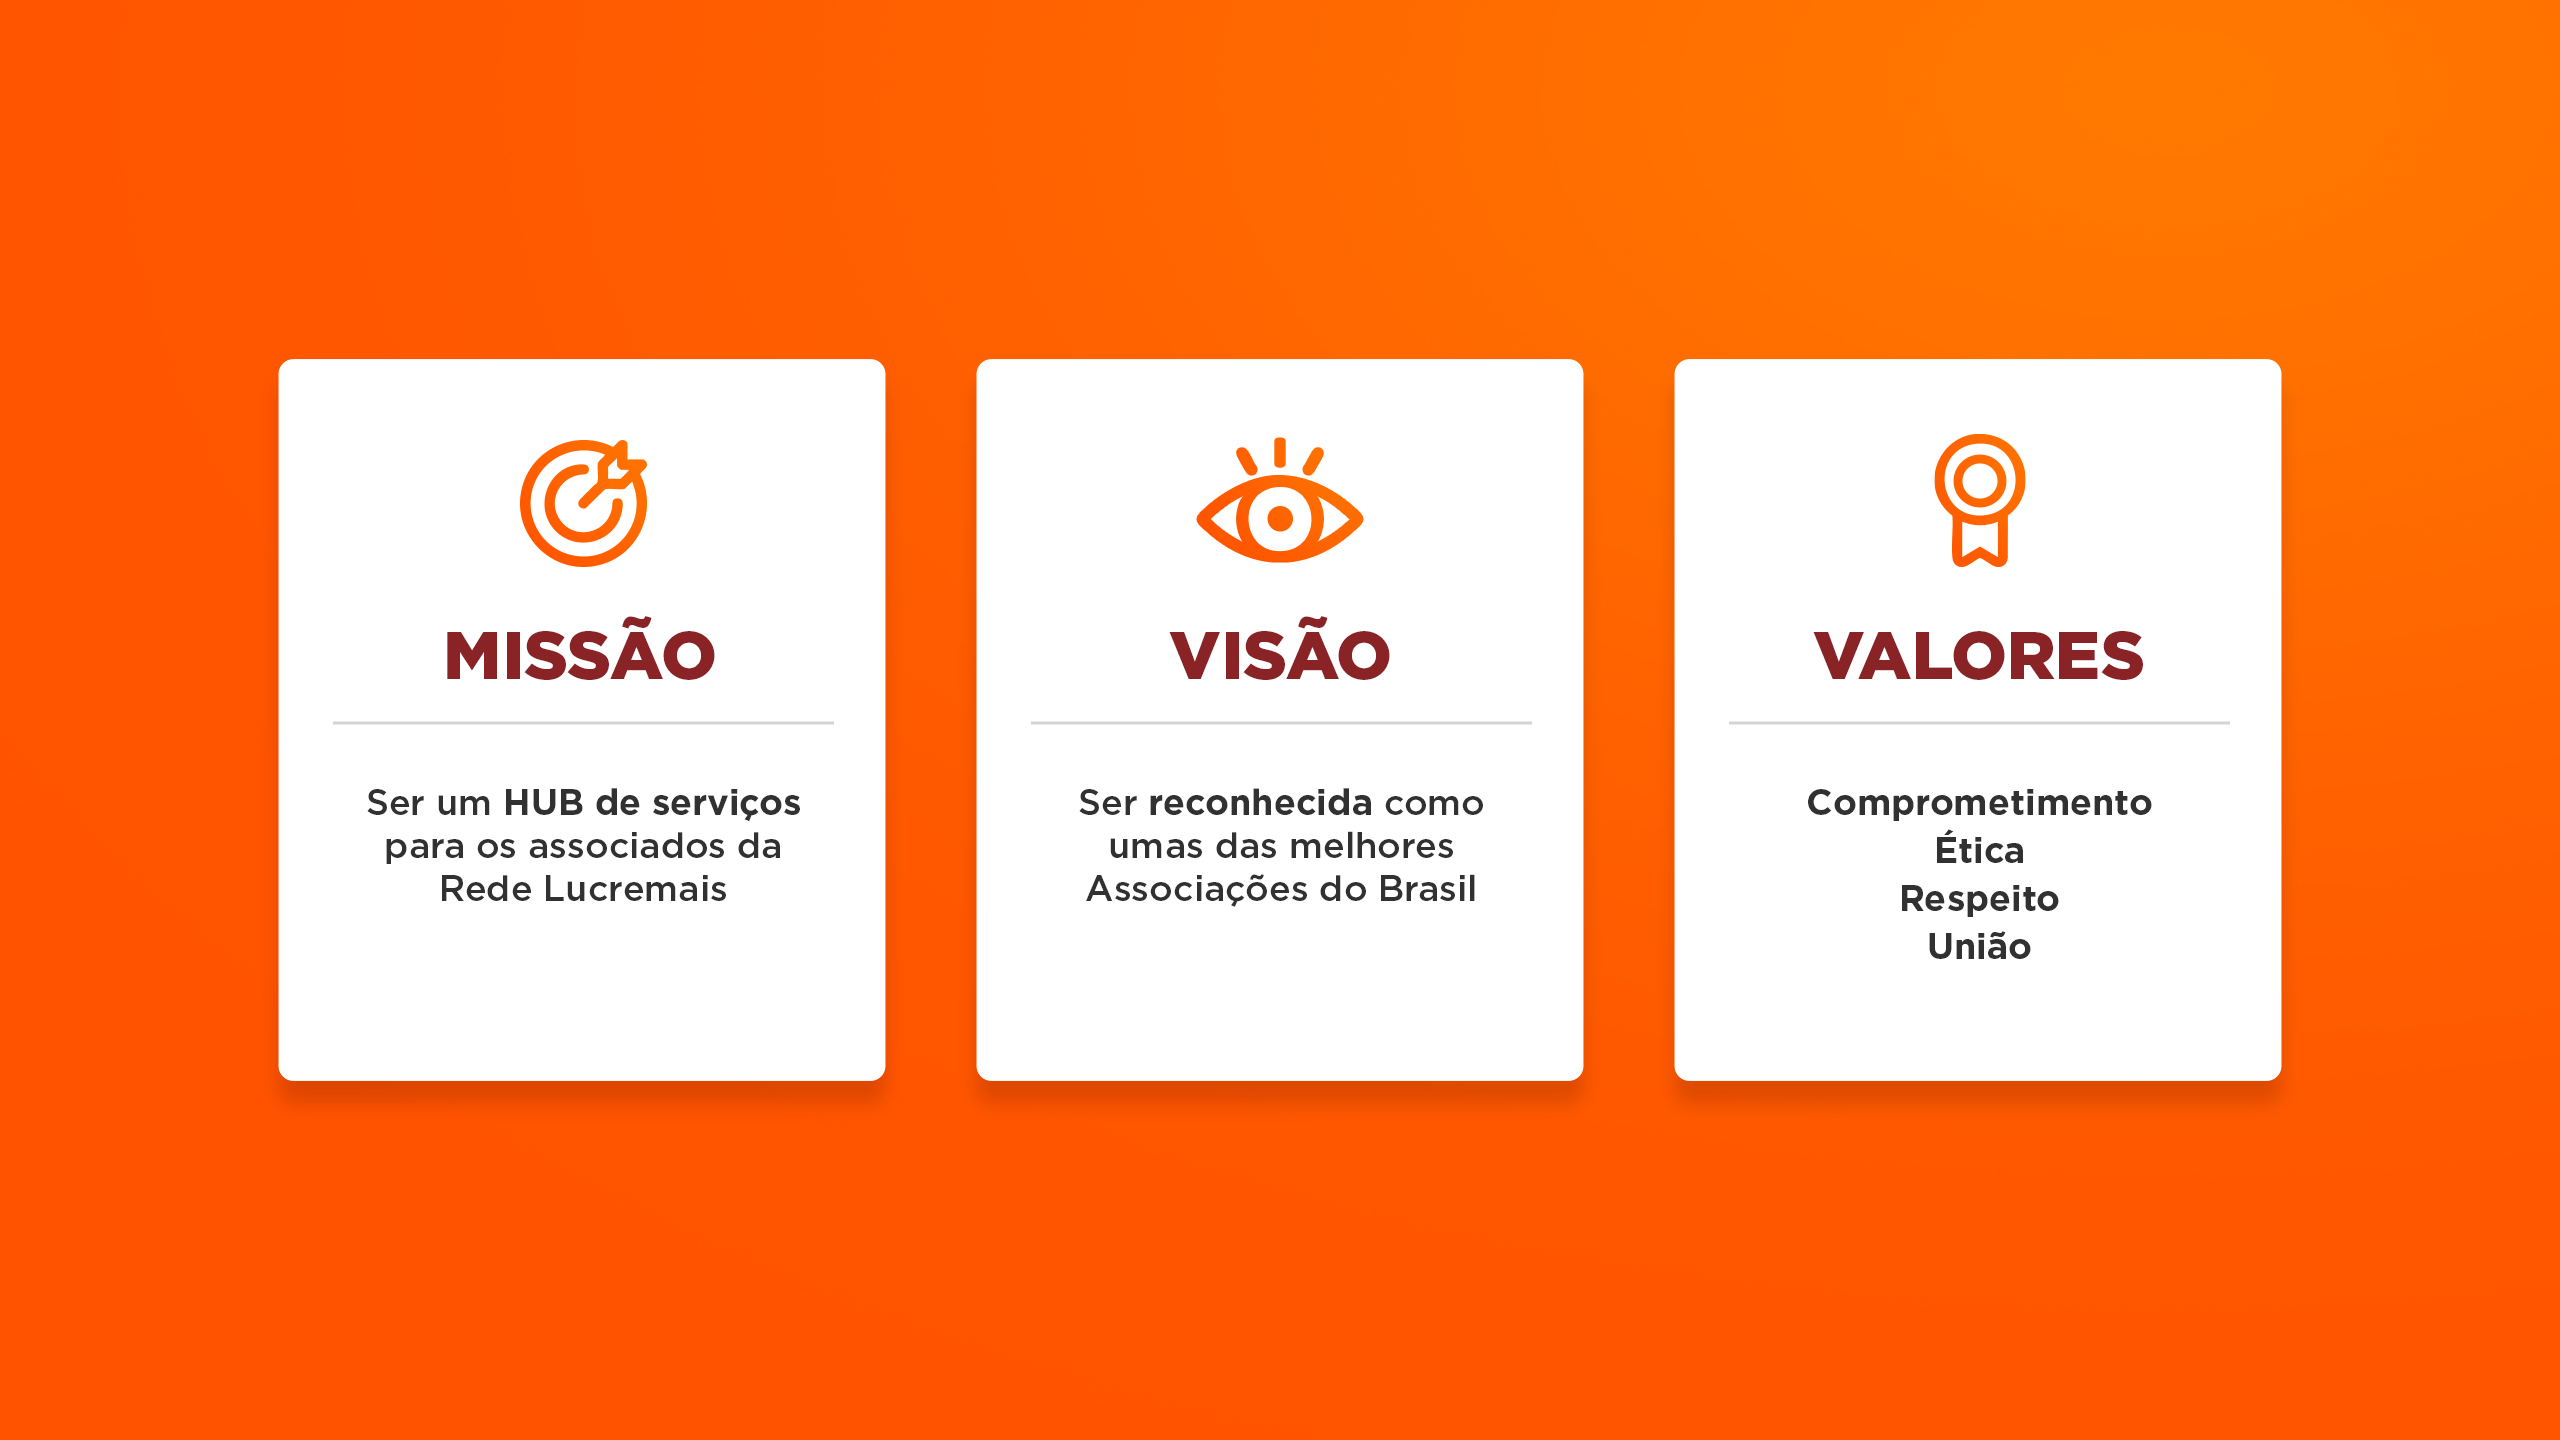 MISSÃO
Ser um HUB de serviços
para os associados da
Rede Lucremais
VISÃO
Ser reconhecida como
umas das melhores
Associações do Brasil
VALORES
Comprometimento
Ética
Respeito
União